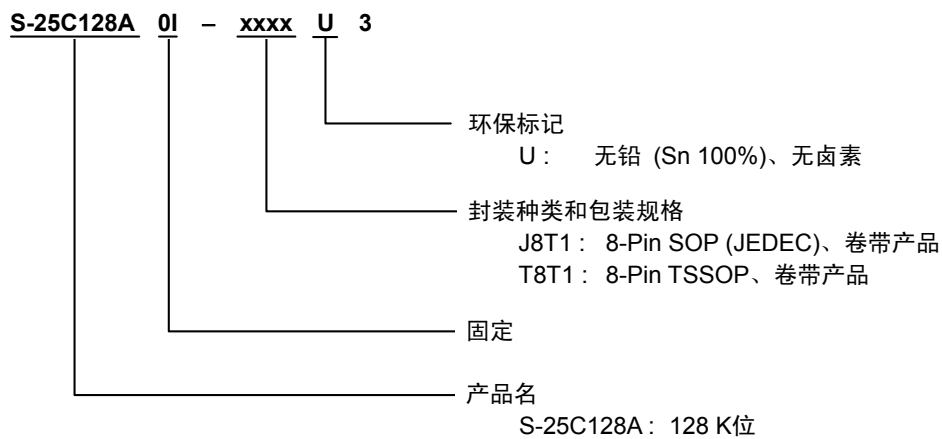 S-25C128A 0I – xxxx U 3
环保标记
U : 无铅 (Sn 100%)、无卤素
封装种类和包装规格
J8T1 : 8-Pin SOP (JEDEC)、卷带产品
T8T1 : 8-Pin TSSOP、卷带产品
固定
产品名
S-25C128A : 128 K位